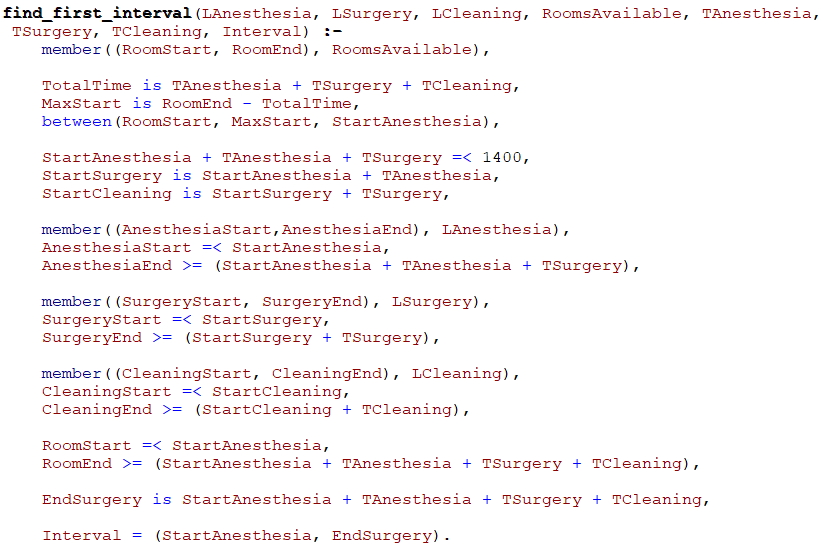 find_first_interval(LAnesthesia, LSurgery, LCleaning, RoomsAvailable, TAnesthesia,
TSurgery, TCleaning, Interval) :-
member((RoomStart, RoomEnd), RoomsAvailable),
TotalTime is TAnesthesia + TSurgery + TCleaning,
MaxStart is RoomEnd - TotalTime,
between(RoomStart, MaxStart, StartAnesthesia),
StartAnesthesia + TAnesthesia + TSurgery =< 1400,
StartSurgery is StartAnesthesia + TAnesthesia,
StartCleaning is StartSurgery + TSurgery,
member((AnesthesiaStart,AnesthesiaEnd), LAnesthesia),
AnesthesiaStart =< StartAnesthesia,
AnesthesiaEnd >= (StartAnesthesia + TAnesthesia + TSurgery),
member((SurgeryStart, SurgeryEnd), LSurgery),
SurgeryStart =< StartSurgery,
SurgeryEnd >= (StartSurgery + TSurgery),
member((CleaningStart, CleaningEnd), LCleaning),
CleaningStart =< StartCleaning,
CleaningEnd >= (StartCleaning + TCleaning),
RoomStart =< StartAnesthesia,
RoomEnd >= (StartAnesthesia + TAnesthesia + TSurgery + TCleaning),
EndSurgery is StartAnesthesia + TAnesthesia + TSurgery + TCleaning,
Interval = (StartAnesthesia, EndSurgery).